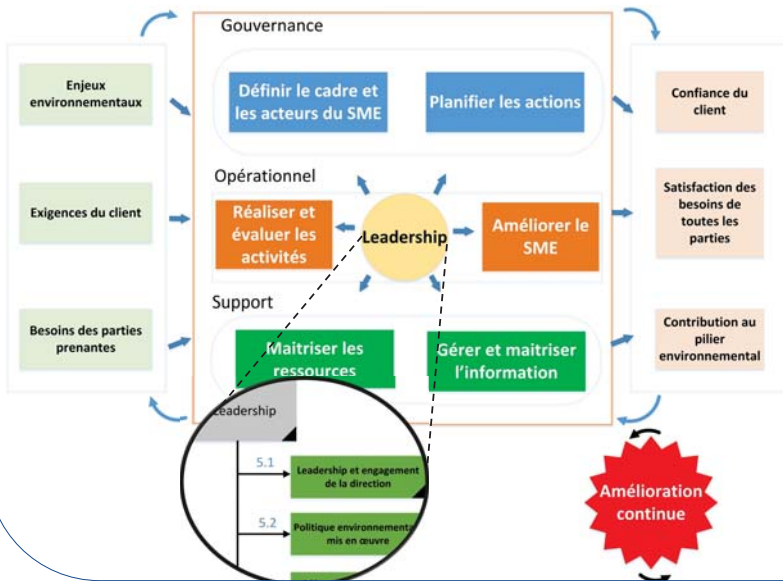 Gouvernance
Enjeux
environnementaux
Définir le cadre et
les acteurs du SME
Planifier les actions
Confiance du
client
Opérationnel
Exigences du client
Réaliser et
évaluer les
activités
Leadership
Améliorer le
SME
Satisfaction des
besoins de
toutes les
parties
Support
Besoins des parties
prenantes
Maitriser les
ressources
Gérer et maitriser
l'information
Contribution au
pilier
environnemental
Leadership
5.1
Leadership et engagement
de la direction
5.2
Politique environnementa
mis en œuvre
Amélioration
continue